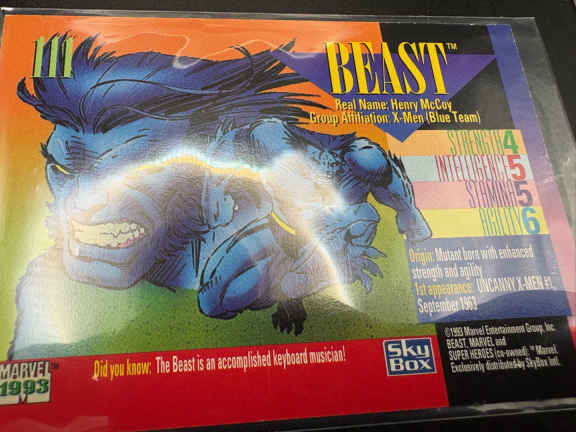 111
BEAST™
Real Name: Henry McCoy
Group Affiliation: X-Men (Blue Team)
STRENGTH 4
INTELLIGENCE 5
STAMINA 5
AGILITY 6
Origin: Mutant born with enhanced
strength and agility
1st appearance: UNCANNY X-MEN #1,
September 1963
©1993 Marvel Entertainment Group, Inc.
BEAST, MARVEL and
SUPER HEROES (co-owned): ™ Marvel.
Exclusively distributed by SkyBox Intl.
Did you know: The Beast is an accomplished keyboard musician!
SKY
BOX
MARVEL™
1993